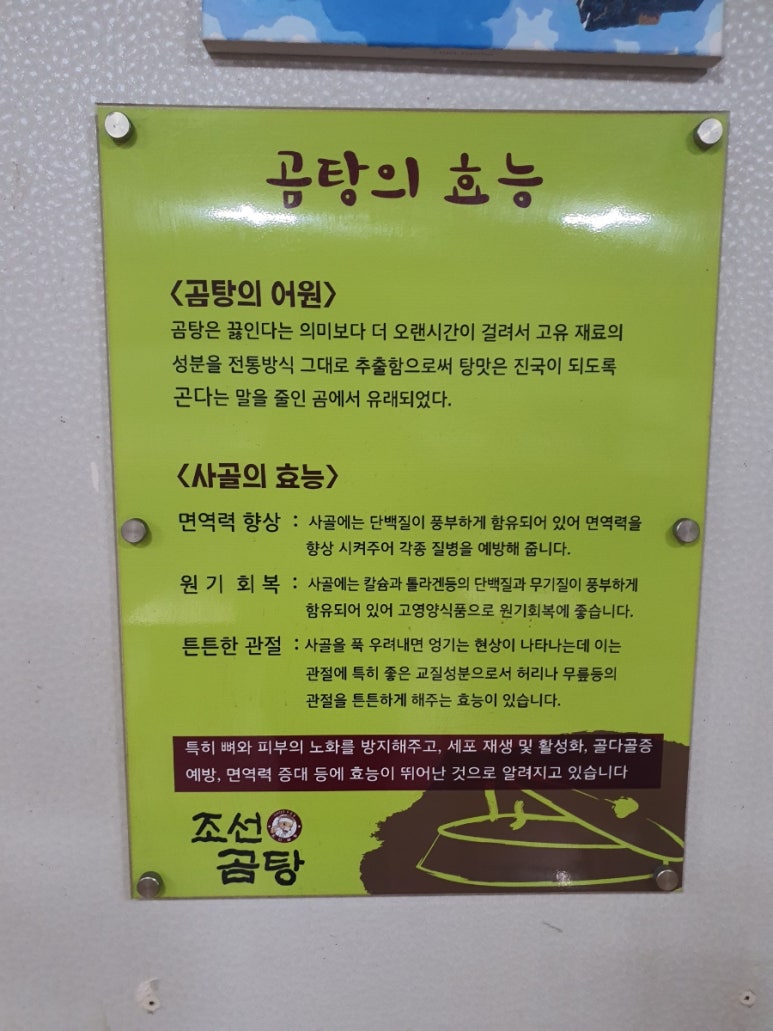 곰탕의 효능
<곰탕의 어원>
곰탕은 끓인다는 의미보다 더 오랜시간이 걸려서 고유 재료의
성분을 전통방식 그대로 추출함으로써 탕맛은 진국이 되도록
곤다는 말을 줄인 곰에서 유래되었다.
<사골의 효능>
면역력 향상 : 사골에는 단백질이 풍부하게 함유되어 있어 면역력을
향상 시켜주어 각종 질병을 예방해 줍니다.
원 기 회 복 : 사골에는 칼슘과 톨라겐등의 단백질과 무기질이 풍부하게
함유되어 있어 고영양식품으로 원기회복에 좋습니다.
튼튼한 관절 : 사골을 푹 우려내면 엉기는 현상이 나타나는데 이는
관절에 특히 좋은 교질성분으로서 허리나 무릎등의
관절을 튼튼하게 해주는 효능이 있습니다.
특히 뼈와 피부의 노화를 방지해주고, 세포 재생 및 활성화, 골다골증
예방, 면역력 증대 등에 효능이 뛰어난 것으로 알려지고 있습니다
조선
곰탕